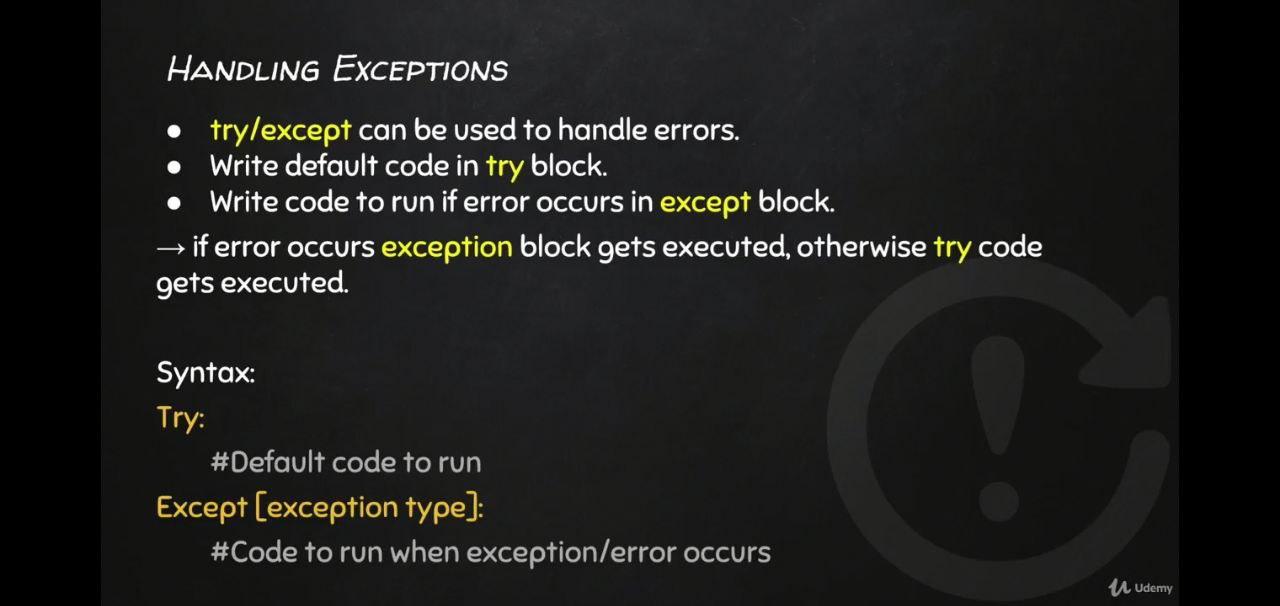 HANDLING EXCEPTIONS
● try/except can be used to handle errors.
● Write default code in try block.
● Write code to run if error occurs in except block.
→ if error occurs exception block gets executed, otherwise try code
gets executed.
Syntax:
Try:
#Default code to run
Except [exception type]:
#Code to run when exception/error occurs
Udemy